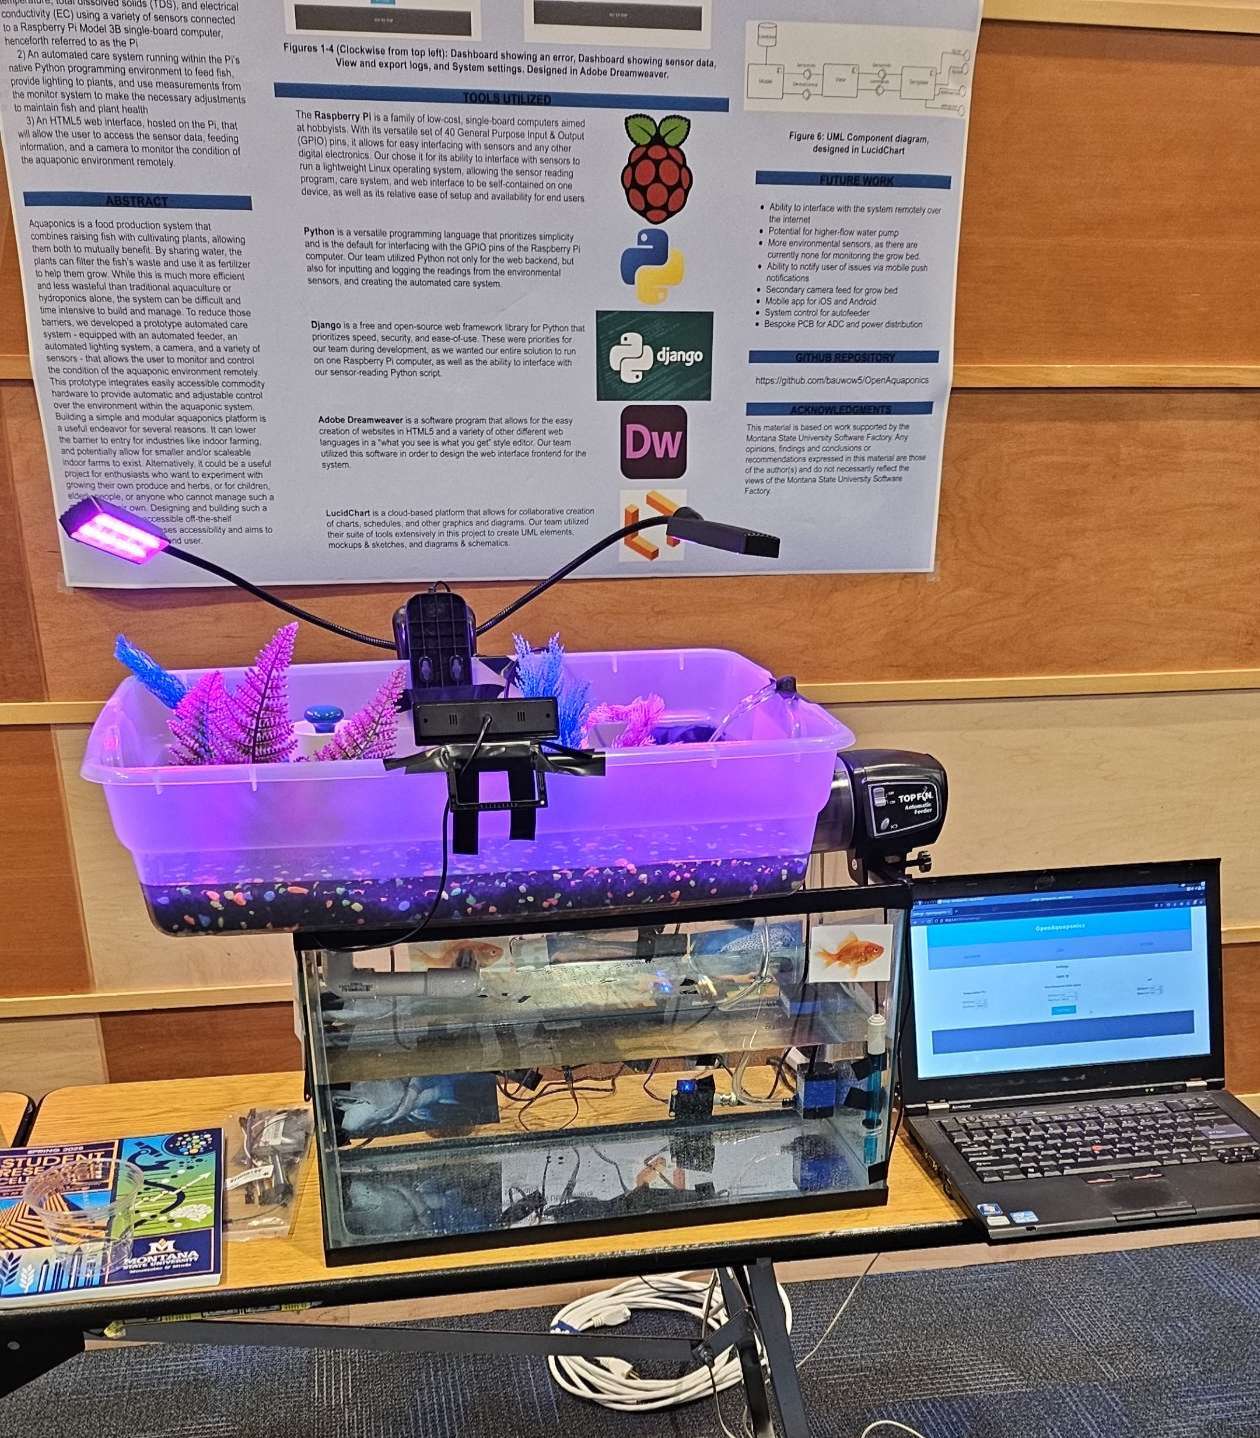 temperature, total dissolved solids (TDS), and electrical
conductivity (EC) using a variety of sensors connected
to a Raspberry Pi Model 3B single-board computer,
henceforth referred to as the Pi
2) An automated care system running within the Pi's
native Python programming environment to feed fish,
provide lighting to plants, and use measurements from
the monitor system to make the necessary adjustments
to maintain fish and plant health
3) An HTML5 web interface, hosted on the Pi, that
will allow the user to access the sensor data, feeding
information, and a camera to monitor the condition of
the aquaponic environment remotely.
ABSTRACT
Aquaponics is a food production system that
combines raising fish with cultivating plants, allowing
them both to mutually benefit. By sharing water, the
plants can filter the fish's waste and use it as fertilizer
to help them grow. While this is much more efficient
and less wasteful than traditional aquaculture or
hydroponics alone, the system can be difficult and
time intensive to build and manage. To reduce those
barriers, we developed a prototype automated care
system - equipped with an automated feeder, an
automated lighting system, a camera, and a variety of
sensors - that allows the user to monitor and control
the condition of the aquaponic environment remotely.
This prototype integrates easily accessible commodity
hardware to provide automatic and adjustable control
over the environment within the aquaponic system.
Building a simple and modular aquaponics platform is
a useful endeavor for several reasons. It can lower
the barrier to entry for industries like indoor farming,
and potentially allow for smaller and/or scaleable
indoor farms to exist. Alternatively, it could be a useful
project for enthusiasts who want to experiment with
growing their own produce and herbs, or for children,
people, or anyone who cannot manage such a
own. Designing and building such a
accessible off-the-shelf
accessibility and aims to
user.
Figures 1-4 (Clockwise from top left): Dashboard showing an error, Dashboard showing sensor data,
View and export logs, and System settings. Designed in Adobe Dreamweaver.
TOOLS UTILIZED
The Raspberry Pi is a family of low-cost, single-board computers aimed
at hobbyists. With its versatile set of 40 General Purpose Input & Output
(GPIO) pins, it allows for easy interfacing with sensors and any other
digital electronics. Our chose it for its ability to interface with sensors to
run a lightweight Linux operating system, allowing the sensor reading
program, care system, and web interface to be self-contained on one
device, as well as its relative ease of setup and availability for end users
Python is a versatile programming language that prioritizes simplicity
and is the default for interfacing with the GPIO pins of the Raspberry Pi
computer. Our team utilized Python not only for the web backend, but
also for inputting and logging the readings from the environmental
sensors, and creating the automated care system.
Django is a free and open-source web framework library for Python that
prioritizes speed, security, and ease-of-use. These were priorities for
our team during development, as we wanted our entire solution to run
on one Raspberry Pi computer, as well as the ability to interface with
our sensor-reading Python script.
django
Adobe Dreamweaver is a software program that allows for the easy
creation of websites in HTML5 and a variety of other different web
languages in a "what you see is what you get" style editor. Our team
utilized this software in order to design the web interface frontend for the
system.
Dw
LucidChart is a cloud-based platform that allows for collaborative creation
of charts, schedules, and other graphics and diagrams. Our team utilized
their suite of tools extensively in this project to create UML elements,
mockups & sketches, and diagrams & schematics.
Figure 6: UML Component diagram,
designed in LucidChart
FUTURE WORK
• Ability to interface with the system remotely over
the internet
• Potential for higher-flow water pump
• More environmental sensors, as there are
currently none for monitoring the grow bed.
• Ability to notify user of issues via mobile push
notifications
• Secondary camera feed for grow bed
• Mobile app for iOS and Android
• System control for autofeeder
• Bespoke PCB for ADC and power distribution
GITHUB REPOSITORY
https://github.com/bauwow5/OpenAquaponics
ACKNOWLEDGMENTS
This material is based on work supported by the
Montana State University Software Factory. Any
opinions, findings and conclusions or
recommendations expressed in this material are those
of the author(s) and do not necessarily reflect the
views of the Montana State University Software
Factory.
TOP FIN
Automatic
Feeder
OpenAquaponics
SPRING 2025
STUDENT
MONTANA
STATE UNIVERSITY